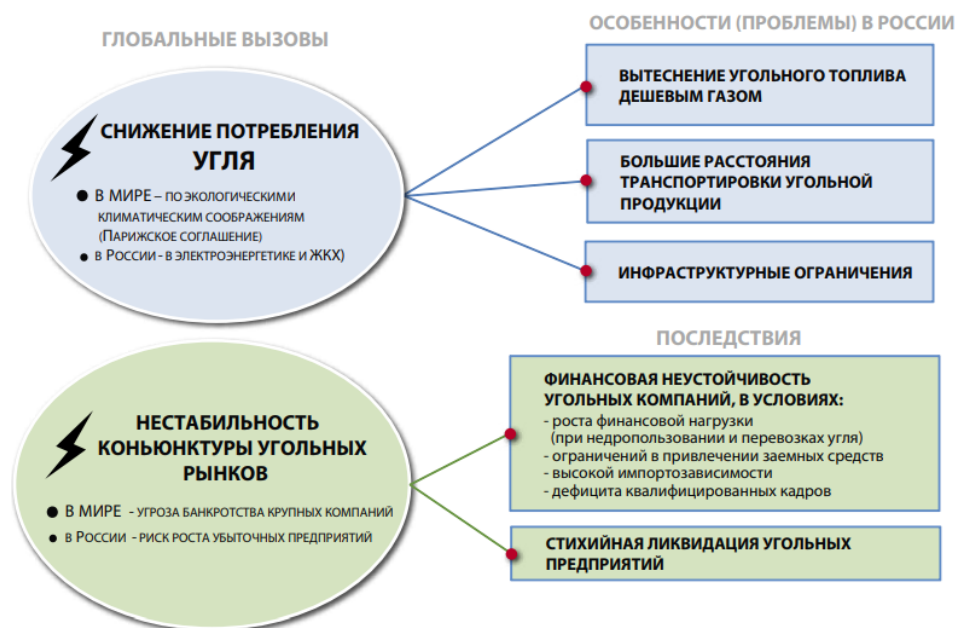 ГЛОБАЛЬНЫЕ ВЫЗОВЫ
СНИЖЕНИЕ ПОТРЕБЛЕНИЯ
УГЛЯ
● В МИРЕ – ПО ЭКОЛОГИЧЕСКИМИ
КЛИМАТИЧЕСКИМ СООБРАЖЕНИЯМ
(ПАРИЖСКОЕ СОГЛАШЕНИЕ)
● В РОССИИ - В ЭЛЕКТРОЭНЕРГЕТИКЕ И ЖКХ)
ОСОБЕННОСТИ (ПРОБЛЕМЫ) В РОССИИ
ВЫТЕСНЕНИЕ УГОЛЬНОГО ТОПЛИВА
ДЕШЕВЫМ ГАЗОМ
БОЛЬШИЕ РАССТОЯНИЯ
ТРАНСПОРТИРОВКИ УГОЛЬНОЙ
ПРОДУКЦИИ
ИНФРАСТРУКТУРНЫЕ ОГРАНИЧЕНИЯ
НЕСТАБИЛЬНОСТЬ
КОНЬЮНКТУРЫ УГОЛЬНЫХ
РЫНКОВ
● В МИРЕ - УГРОЗА БАНКРОТСТВА КРУПНЫХ КОМПАНИЙ
● В РОССИИ - РИСК РОСТА УБЫТОЧНЫХ ПРЕДПРИЯТИЙ
ПОСЛЕДСТВИЯ
ФИНАНСОВАЯ НЕУСТОЙЧИВОСТЬ
УГОЛЬНЫХ КОМПАНИЙ, В УСЛОВИЯХ:
- роста финансовой нагрузки
(при недропользовании и перевозках угля)
- ограничений в привлечении заемных средств
- высокой импортозависимости
- дефицита квалифицированных кадров
СТИХИЙНАЯ ЛИКВИДАЦИЯ УГОЛЬНЫХ
ПРЕДПРИЯТИЙ